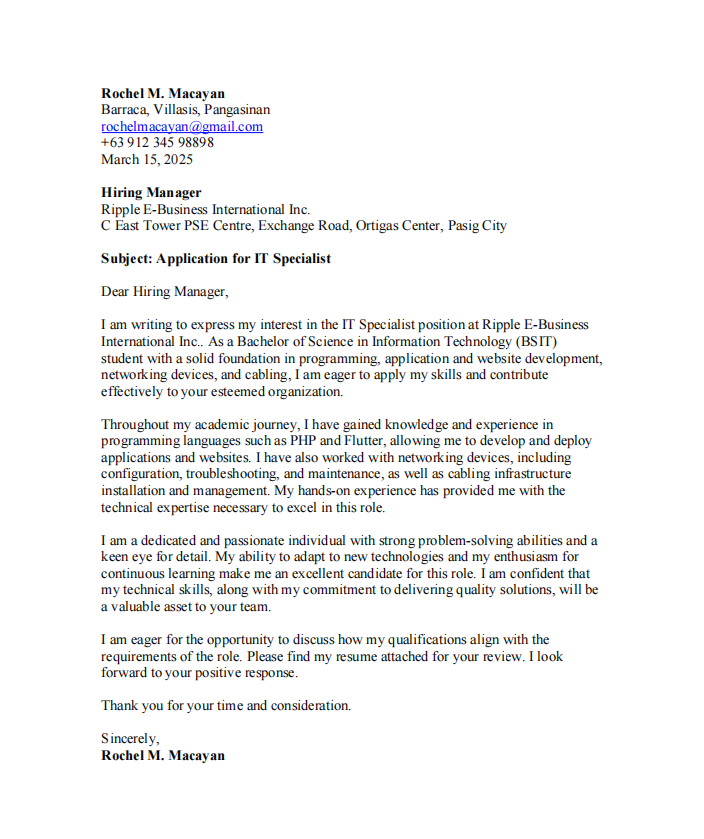 Rochel M. Macayan
Barraca, Villasis, Pangasinan
rochelmacayan@gmail.com
+63 912 345 98898
March 15, 2025
Hiring Manager
Ripple E-Business International Inc.
C East Tower PSE Centre, Exchange Road, Ortigas Center, Pasig City
Subject: Application for IT Specialist
Dear Hiring Manager,
I am writing to express my interest in the IT Specialist position at Ripple E-Business
International Inc.. As a Bachelor of Science in Information Technology (BSIT)
student with a solid foundation in programming, application and website development,
networking devices, and cabling, I am eager to apply my skills and contribute
effectively to your esteemed organization.
Throughout my academic journey, I have gained knowledge and experience in
programming languages such as PHP and Flutter, allowing me to develop and deploy
applications and websites. I have also worked with networking devices, including
configuration, troubleshooting, and maintenance, as well as cabling infrastructure
installation and management. My hands-on experience has provided me with the
technical expertise necessary to excel in this role.
I am a dedicated and passionate individual with strong problem-solving abilities and a
keen eye for detail. My ability to adapt to new technologies and my enthusiasm for
continuous learning make me an excellent candidate for this role. I am confident that
my technical skills, along with my commitment to delivering quality solutions, will be
a valuable asset to your team.
I am eager for the opportunity to discuss how my qualifications align with the
requirements of the role. Please find my resume attached for your review. I look
forward to your positive response.
Thank you for your time and consideration.
Sincerely,
Rochel M. Macayan